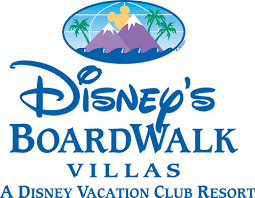 Disney's
BoardWalk
VILLAS
A Disney Vacation Club Resort